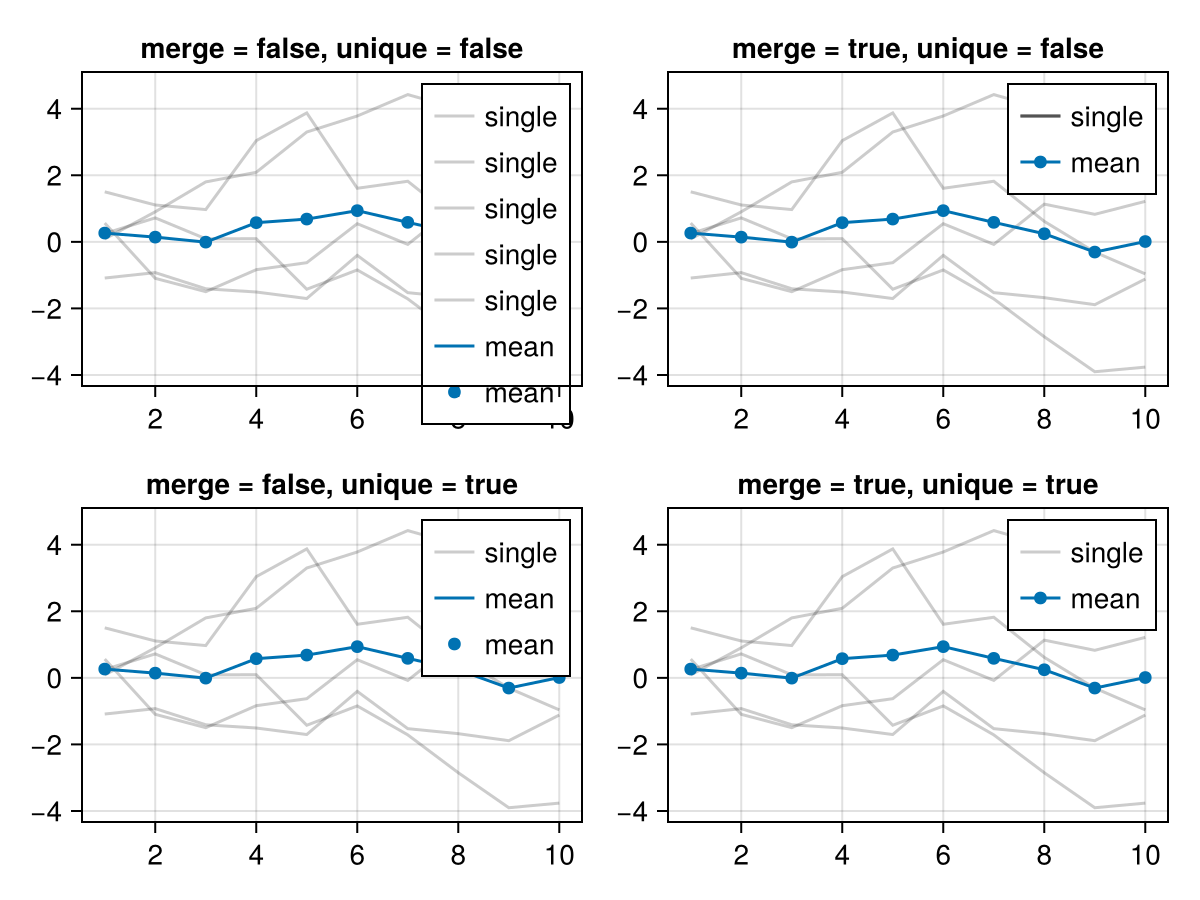 merge = false, unique = false
4
2
0
−2
−4
single
single
single
single
single
mean
mean
2
4
6
8
10
merge = true, unique = false
4
2
0
−2
−4
single
mean
2
4
6
8
10
merge = false, unique = true
4
2
0
−2
−4
single
mean
mean
2
4
6
8
10
merge = true, unique = true
4
2
0
−2
−4
single
mean
2
4
6
8
10